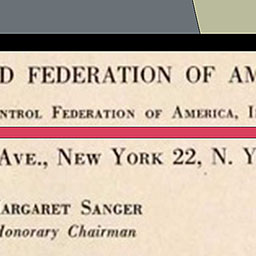 D FEDERATION OF AM
NTROL FEDERATION OF AMERICA, I
AVE., NEW YORK 22, N. Y
ARGARET SANGER
Honorary Chairman